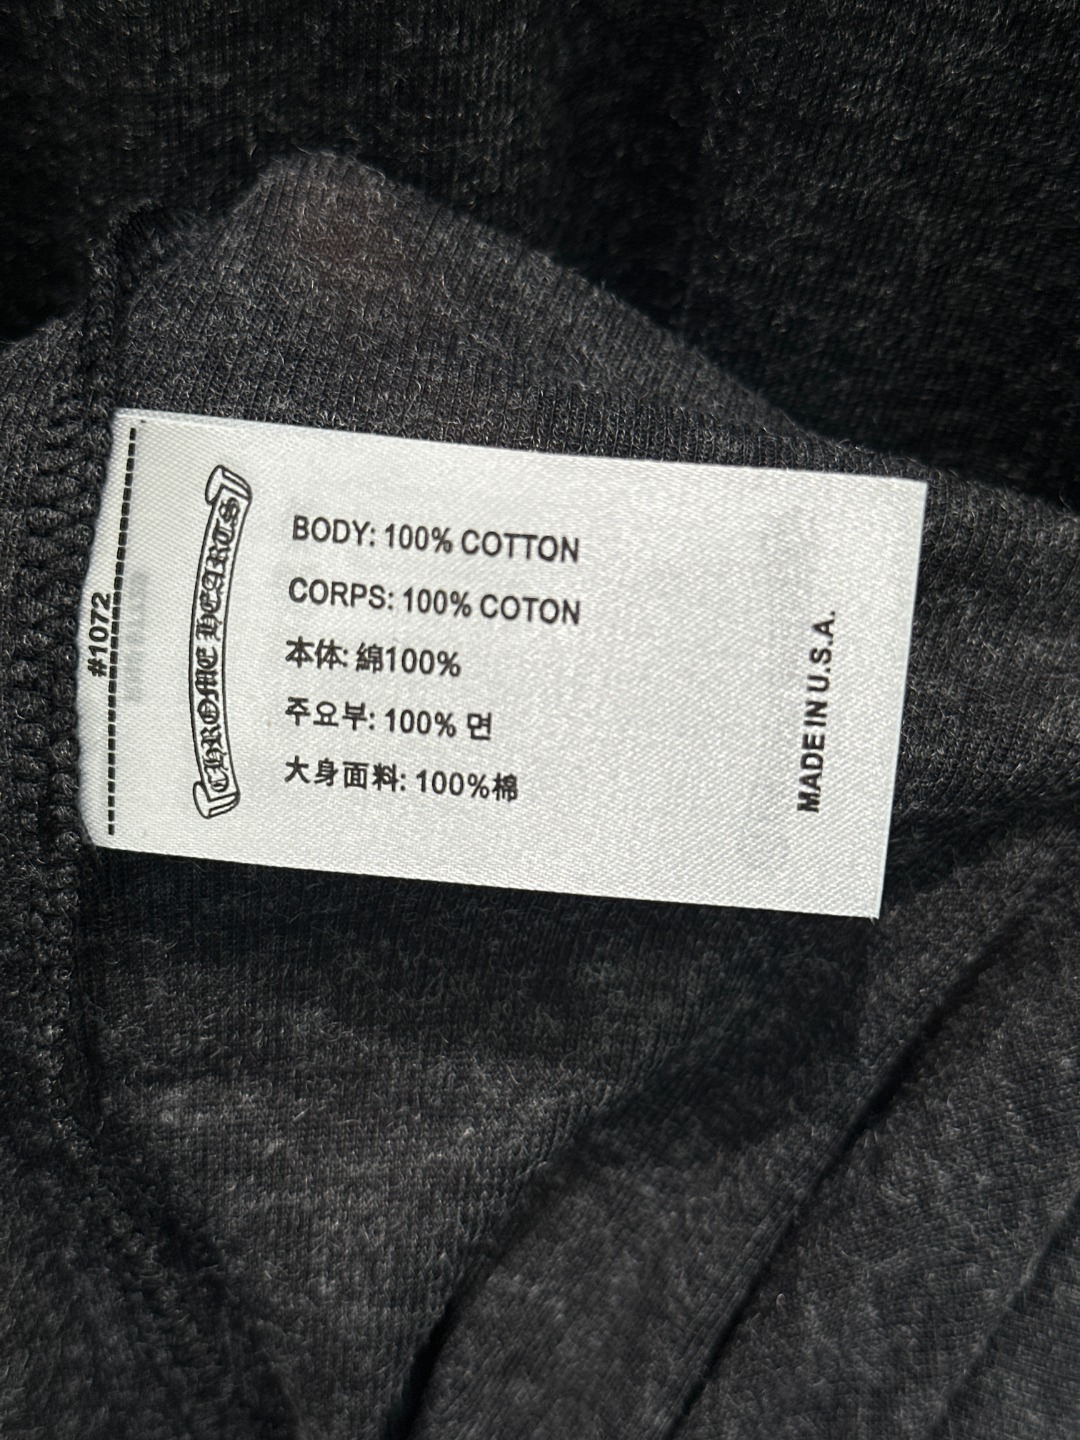 #1072
CHROME HEARTS
BODY: 100% COTTON
CORPS: 100% COTON
本体: 綿100%
주요부: 100% 면
大身面料: 100%棉
MADE IN U.S.A.